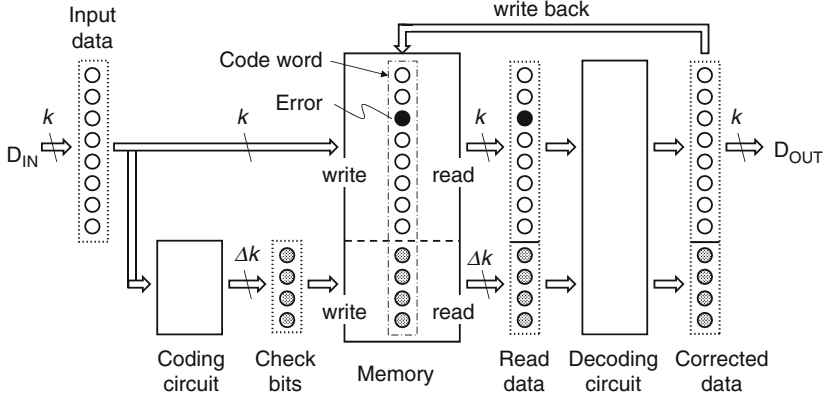 Input
data
write back
Code word
Error
k
k
k
k
D_IN
D_OUT
write
read
Δk
Δk
write
read
Coding
circuit
Check
bits
Memory
Read
data
Decoding
circuit
Corrected
data